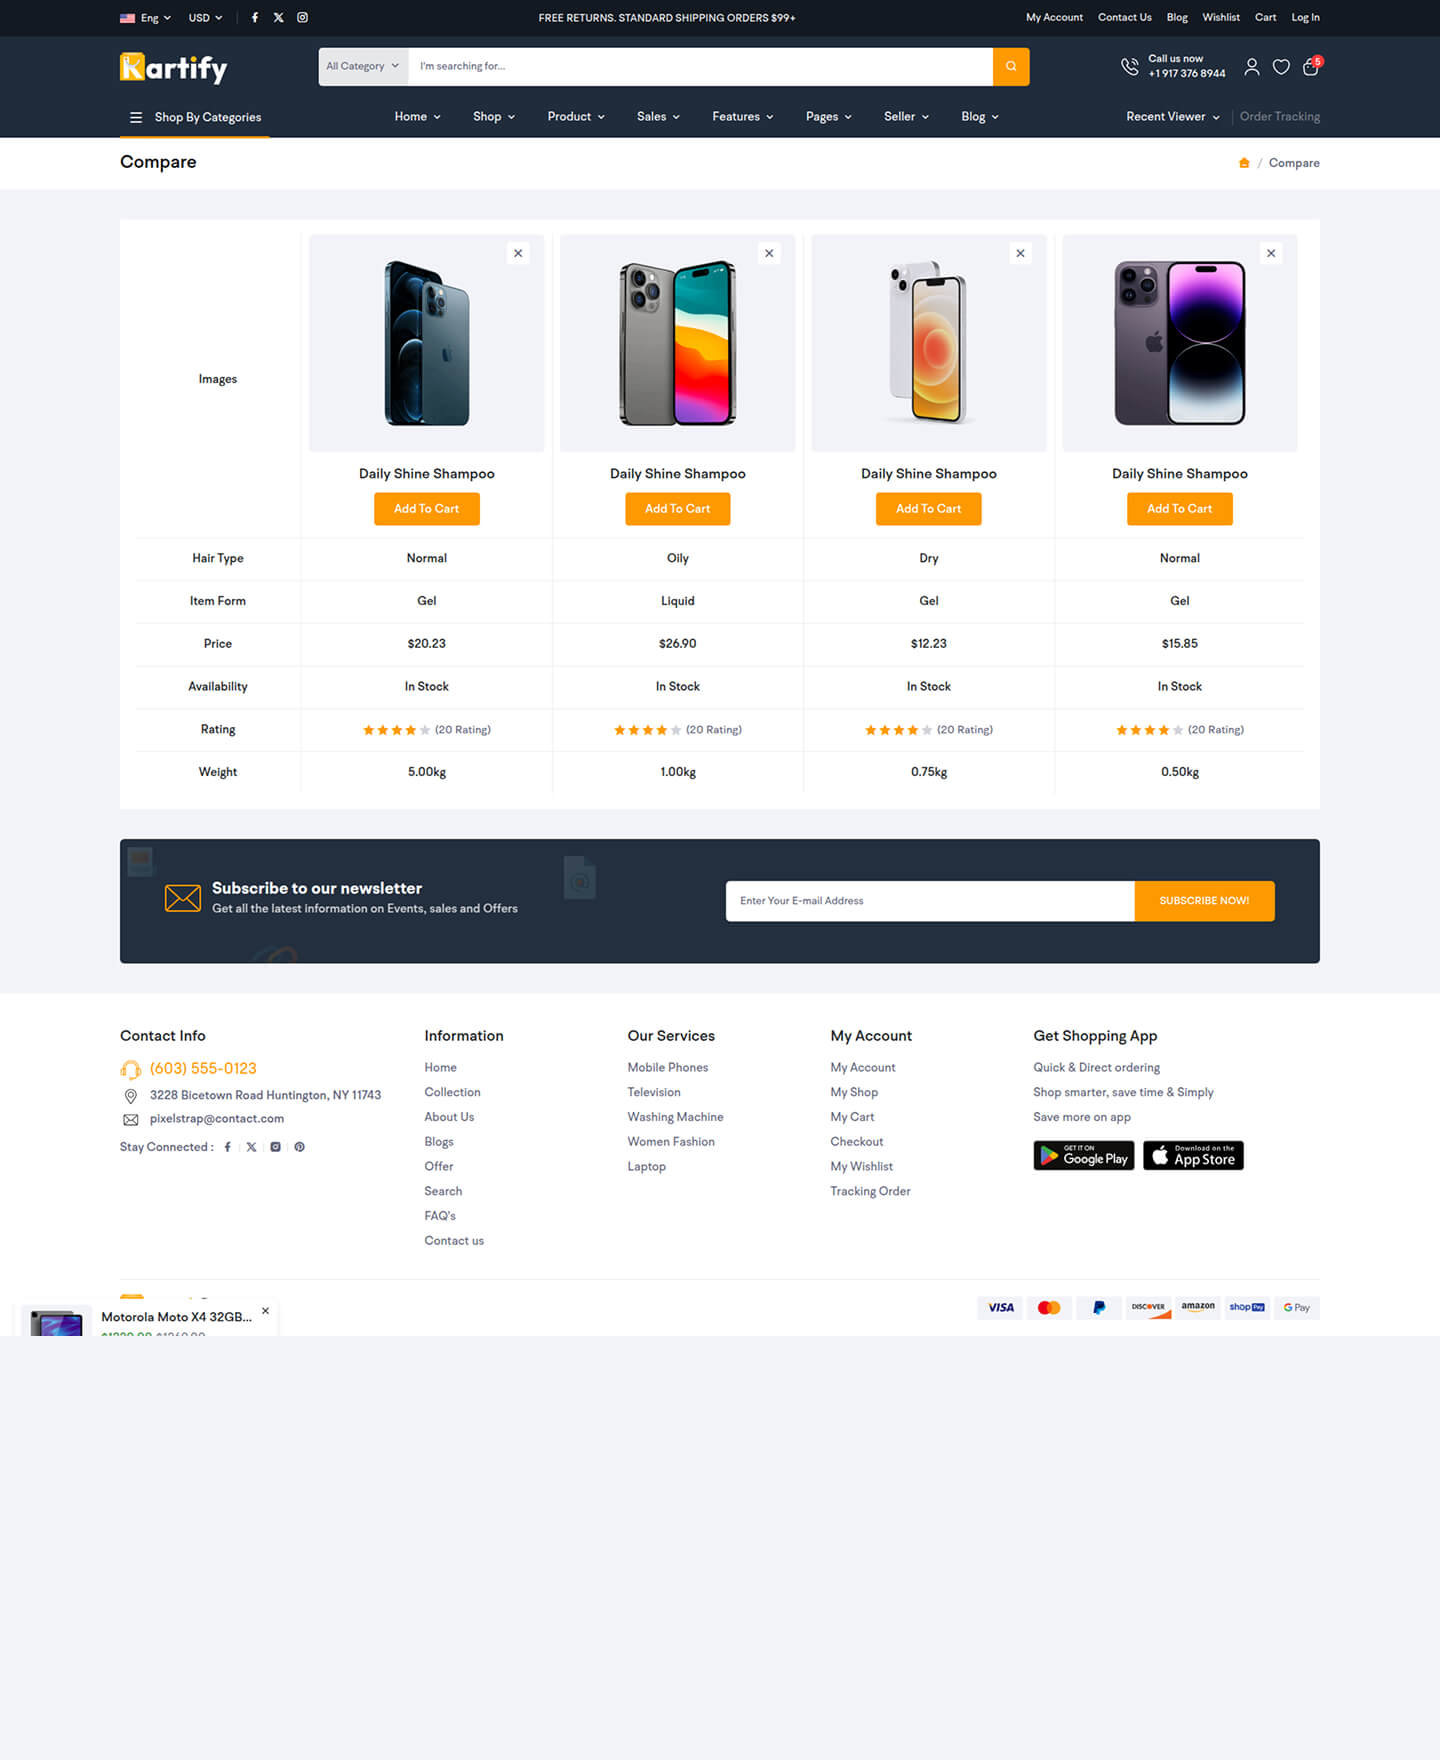 Eng USD FREE RETURNS. STANDARD SHIPPING ORDERS $99+ My Account Contact Us Blog Wishlist Cart Log In
Kartify All Category I'm searching for... Call us now
+1 917 376 8944 5
Shop By Categories Home Shop Product Sales Features Pages Seller Blog Recent Viewer Order Tracking
Compare / Compare
Images
Daily Shine Shampoo Daily Shine Shampoo Daily Shine Shampoo Daily Shine Shampoo
Add To Cart Add To Cart Add To Cart Add To Cart
Hair Type Normal Oily Dry Normal
Item Form Gel Liquid Gel Gel
Price $20.23 $26.90 $12.23 $15.85
Availability In Stock In Stock In Stock In Stock
Rating (20 Rating) (20 Rating) (20 Rating) (20 Rating)
Weight 5.00kg 1.00kg 0.75kg 0.50kg
Subscribe to our newsletter
Get all the latest information on Events, sales and Offers
Enter Your E-mail Address SUBSCRIBE NOW!
Contact Info
(603) 555-0123
3228 Bicetown Road Huntington, NY 11743
pixelstrap@contact.com
Stay Connected :
Information
Home
Collection
About Us
Blogs
Offer
Search
FAQ's
Contact us
Our Services
Mobile Phones
Television
Washing Machine
Women Fashion
Laptop
My Account
My Account
My Shop
My Cart
Checkout
My Wishlist
Tracking Order
Get Shopping App
Quick & Direct ordering
Shop smarter, save time & Simply
Save more on app
GET IT ON
Google Play
Download on the
App Store
Motorola Moto X4 32GB...
VISA DISCOVER amazon shop Pay G Pay